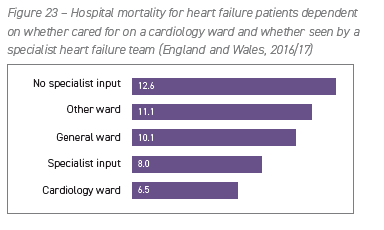 Figure 23 – Hospital mortality for heart failure patients dependent
on whether cared for on a cardiology ward and whether seen by a
specialist heart failure team (England and Wales, 2016/17)
No specialist input 12.6
Other ward 11.1
General ward 10.1
Specialist input 8.0
Cardiology ward 6.5